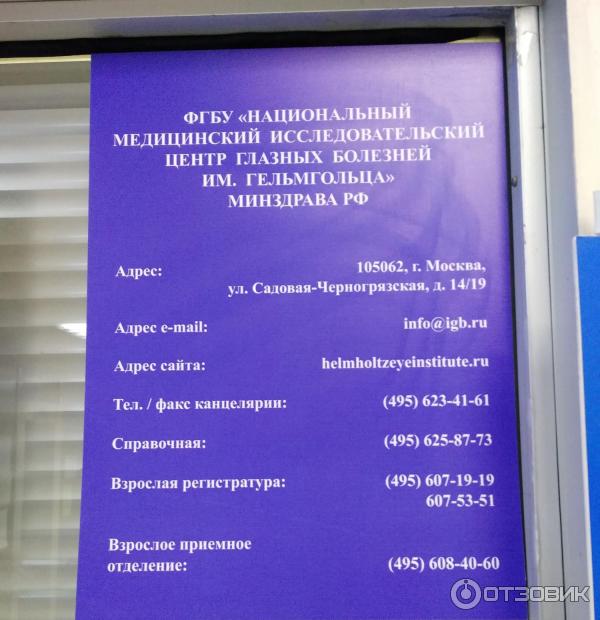 ФГБУ «НАЦИОНАЛЬНЫЙ
МЕДИЦИНСКИЙ ИССЛЕДОВАТЕЛЬСКИЙ
ЦЕНТР ГЛАЗНЫХ БОЛЕЗНЕЙ
ИМ. ГЕЛЬМГОЛЬЦА»
МИНЗДРАВА РФ
Адрес: 105062, г. Москва,
ул. Садовая-Черногрязская, д. 14/19
Адрес e-mail: info@igb.ru
Адрес сайта: helmholtzeyeinstitute.ru
Тел. / факс канцелярии: (495) 623-41-61
Справочная: (495) 625-87-73
Взрослая регистратура: (495) 607-19-19
607-53-51
Взрослое приемное
отделение: (495) 608-40-60
ОТЗОВИК